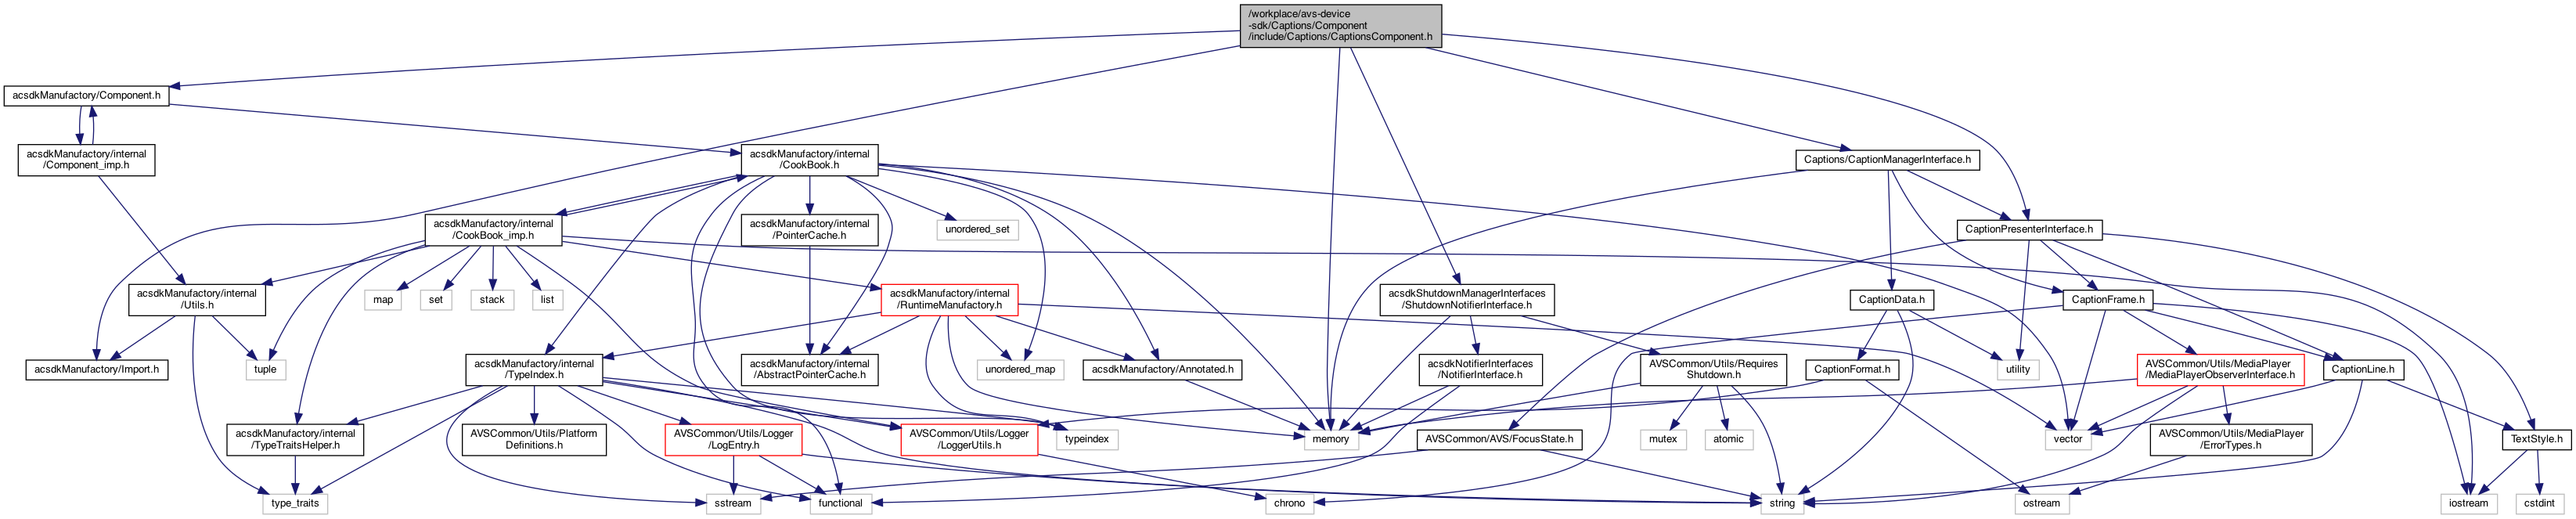 /workplace/avs-device
-sdk/Captions/Component
/include/Captions/CaptionsComponent.h
acsdkManufactory/Component.h
acsdkManufactory/internal
/Component_imp.h
acsdkManufactory/internal
/CookBook.h
Captions/CaptionManagerInterface.h
acsdkManufactory/internal
/CookBook_imp.h
acsdkManufactory/internal
/PointerCache.h
unordered_set
CaptionPresenterInterface.h
acsdkManufactory/internal
/Utils.h
map
set
stack
list
acsdkManufactory/internal
/RuntimeManufactory.h
acsdkShutdownManagerInterfaces
/ShutdownNotifierInterface.h
CaptionData.h
CaptionFrame.h
acsdkManufactory/Import.h
tuple
acsdkManufactory/internal
/TypeIndex.h
acsdkManufactory/internal
/AbstractPointerCache.h
unordered_map
acsdkManufactory/Annotated.h
acsdkNotifierInterfaces
/NotifierInterface.h
AVSCommon/Utils/Requires
Shutdown.h
CaptionFormat.h
utility
AVSCommon/Utils/MediaPlayer
/MediaPlayerObserverInterface.h
CaptionLine.h
acsdkManufactory/internal
/TypeTraitsHelper.h
AVSCommon/Utils/Platform
Definitions.h
AVSCommon/Utils/Logger
/LogEntry.h
AVSCommon/Utils/Logger
/LoggerUtils.h
typeindex
memory
AVSCommon/AVS/FocusState.h
mutex
atomic
vector
AVSCommon/Utils/MediaPlayer
/ErrorTypes.h
TextStyle.h
type_traits
sstream
functional
chrono
string
ostream
iostream
cstdint